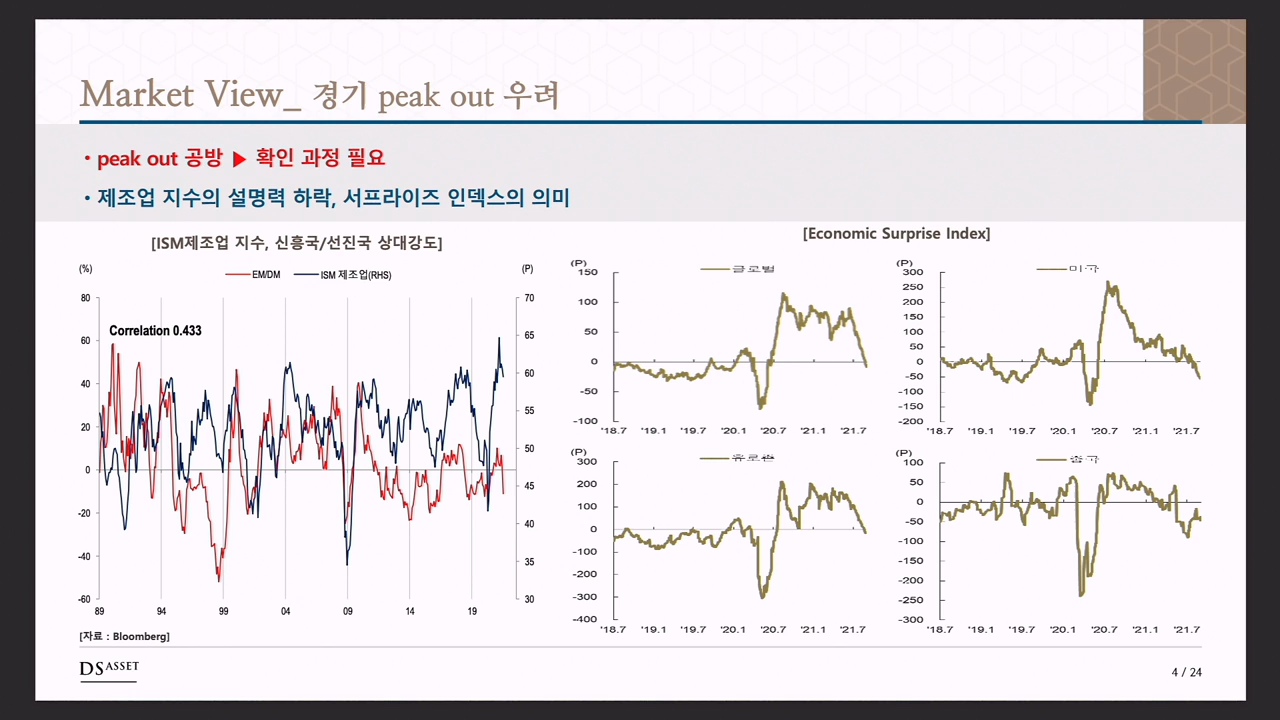 Market View_ 경기 peak out 우려
• peak out 공방 ▶ 확인 과정 필요
• 제조업 지수의 설명력 하락, 서프라이즈 인덱스의 의미
[ISM제조업 지수, 신흥국/선진국 상대강도]
(%)
EM/DM
ISM 제조업(RHS)
(P)
Correlation 0.433
80
60
40
20
0
-20
-40
-60
70
65
60
55
50
45
40
35
30
89 94 99 04 09 14 19
[Economic Surprise Index]
(P)
글로벌
150
100
50
0
-50
-100
'18.7 '19.1 '19.7 '20.1 '20.7 '21.1 '21.7
(P)
미국
300
250
200
150
100
50
0
-50
-100
-150
-200
'18.7 '19.1 '19.7 '20.1 '20.7 '21.1 '21.7
(P)
유로존
300
200
100
0
-100
-200
-300
-400
'18.7 '19.1 '19.7 '20.1 '20.7 '21.1 '21.7
(P)
중국
100
50
0
-50
-100
-150
-200
-250
-300
'18.7 '19.1 '19.7 '20.1 '20.7 '21.1 '21.7
[자료 : Bloomberg]
DS ASSET
4 / 24